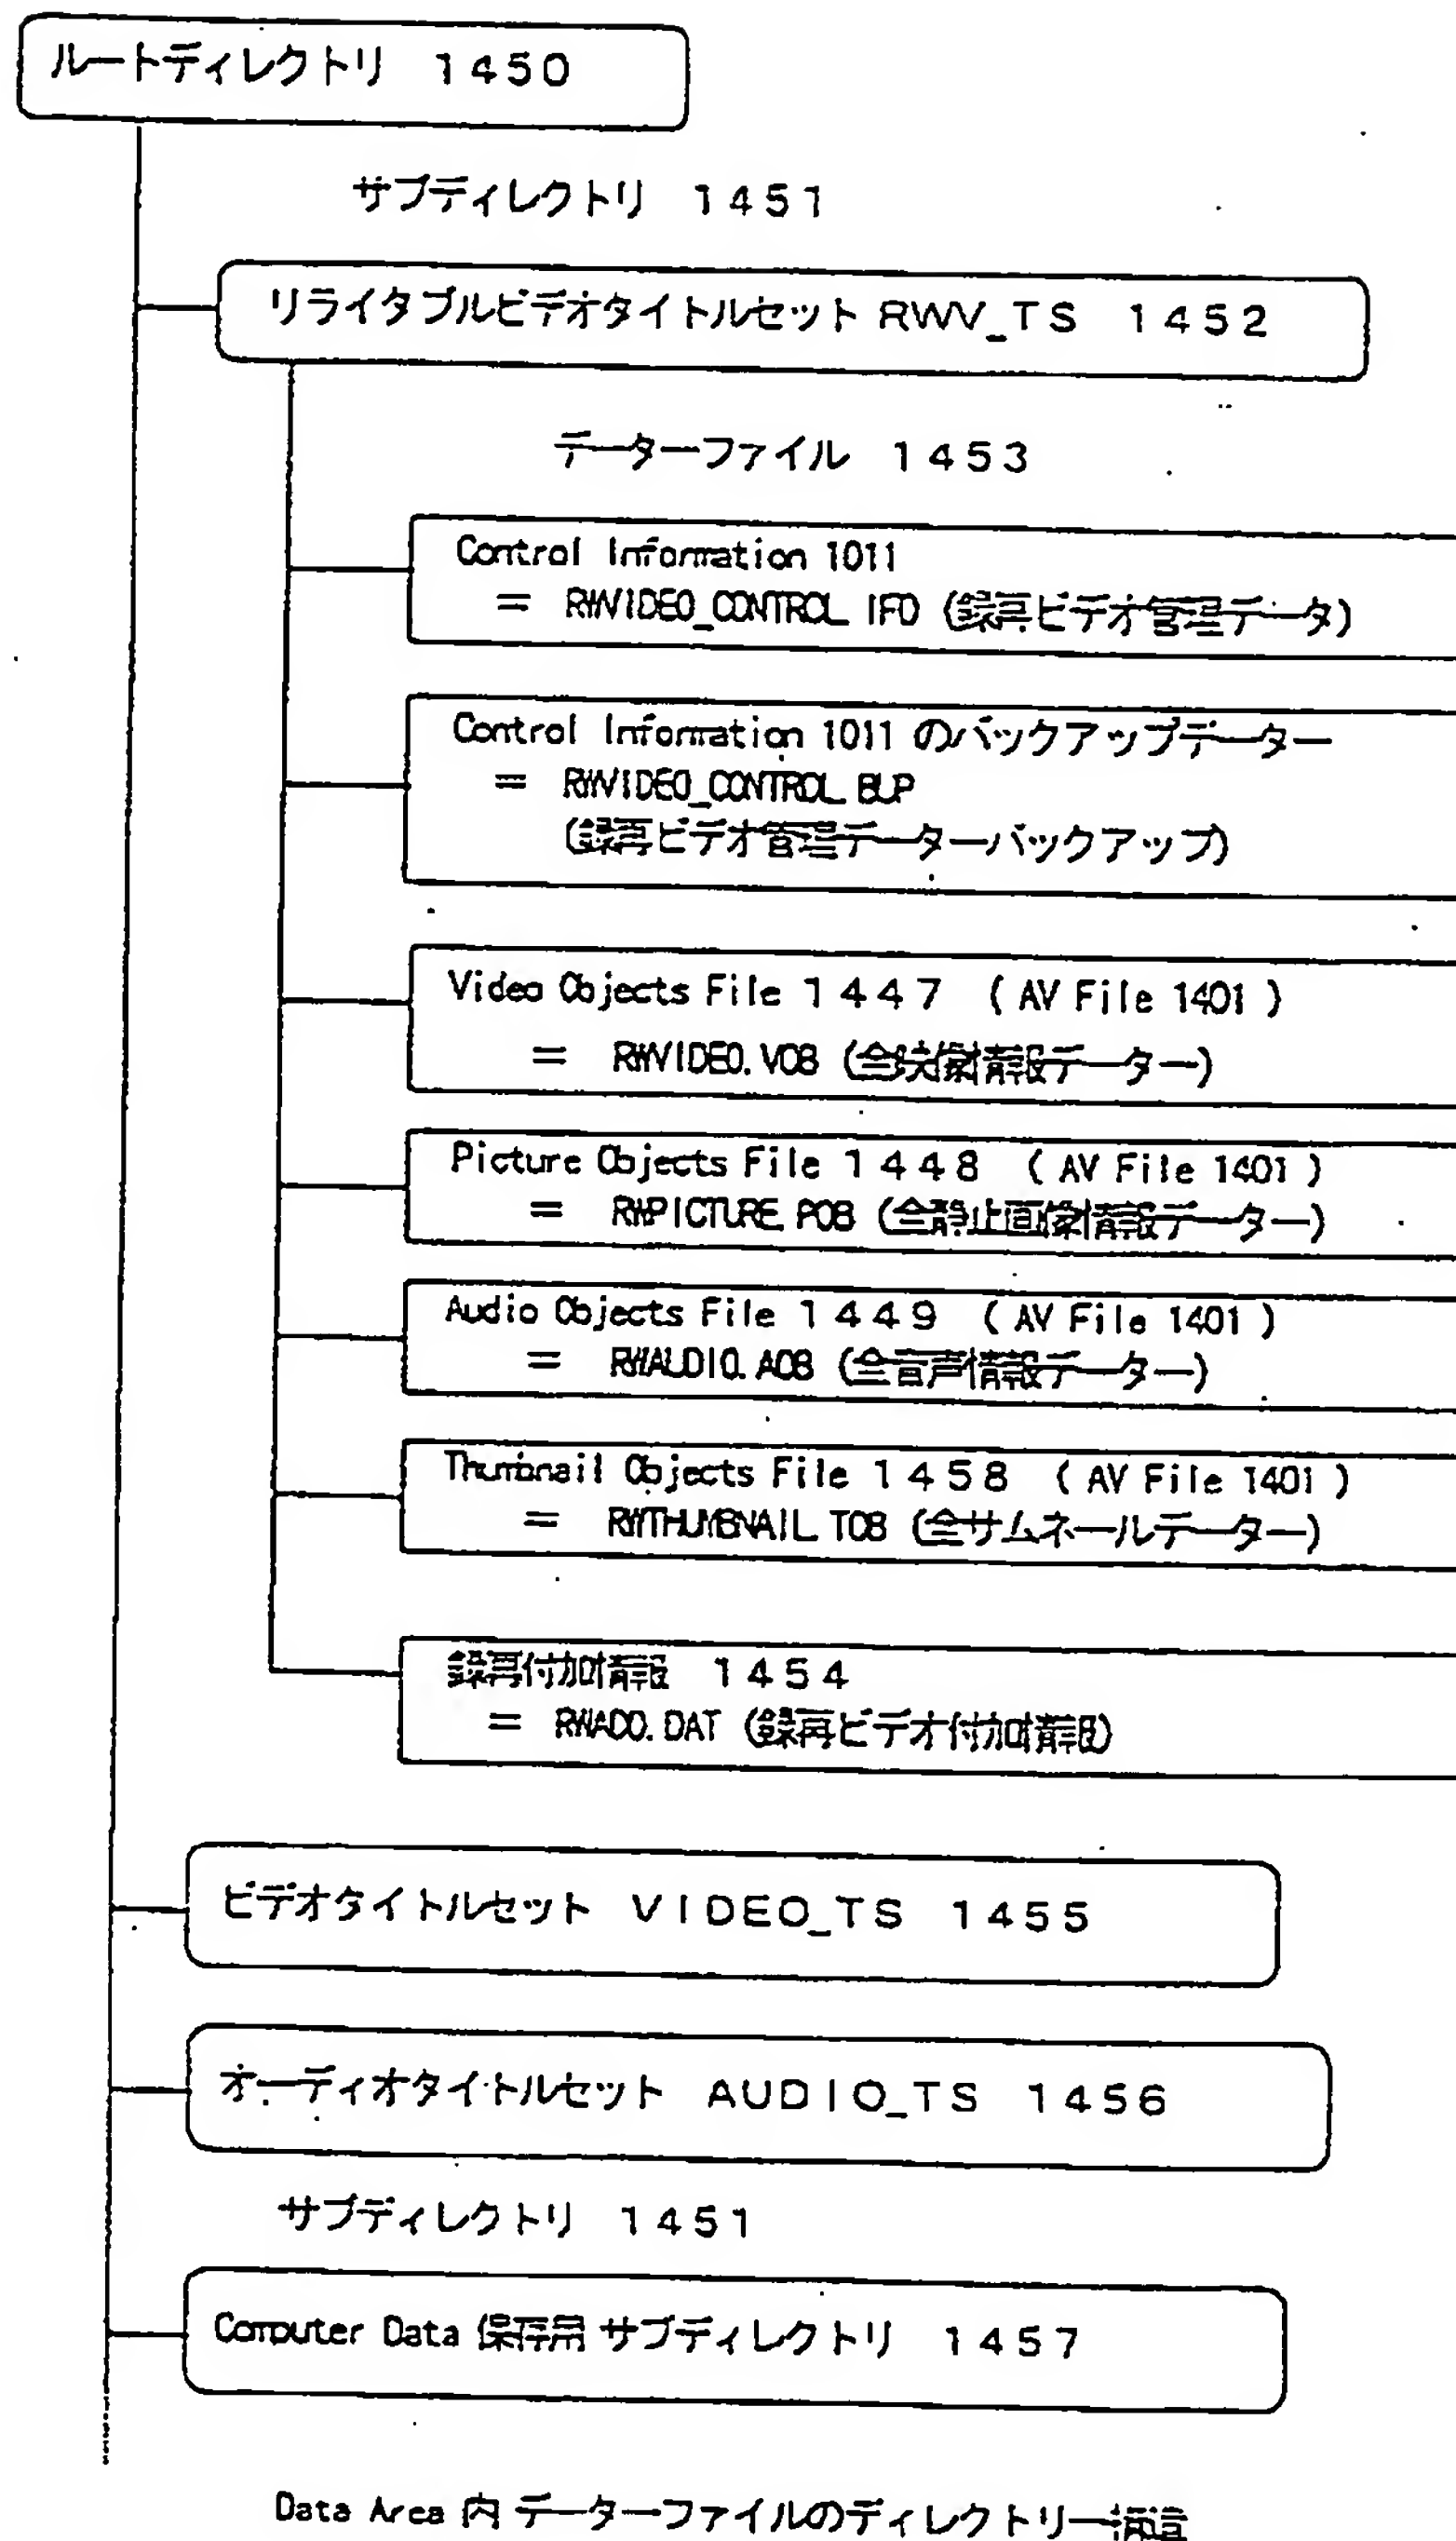 ルートディレクトリ 1450
サブディレクトリ 1451
リライタブルビデオタイトルセット RWV_TS 1452
データーファイル 1453
Control Information 1011
= RWVIDEO_CONTROL.IFO (録再ビデオ管理データ)
Control Information 1011 のバックアップデーター
= RWVIDEO_CONTROL.BUP
(録再ビデオ管理データーバックアップ)
Video Objects File 1447 (AV File 1401)
= RWVIDEO.VOB (全映像情報データー)
Picture Objects File 1448 (AV File 1401)
= RWPICTURE.POB (全静止画像情報データー)
Audio Objects File 1449 (AV File 1401)
= RWAUDIO.AOB (全音声情報データー)
Thumbnail Objects File 1458 (AV File 1401)
= RWTHUMBNAIL.TOB (全サムネールデーター)
録再付加情報 1454
= RWADD.DAT (録再ビデオ付加情報)
ビデオタイトルセット VIDEO_TS 1455
オーディオタイトルセット AUDIO_TS 1456
サブディレクトリ 1451
Computer Data 保存用 サブディレクトリ 1457
Data Area 内 データーファイルのディレクトリー構造